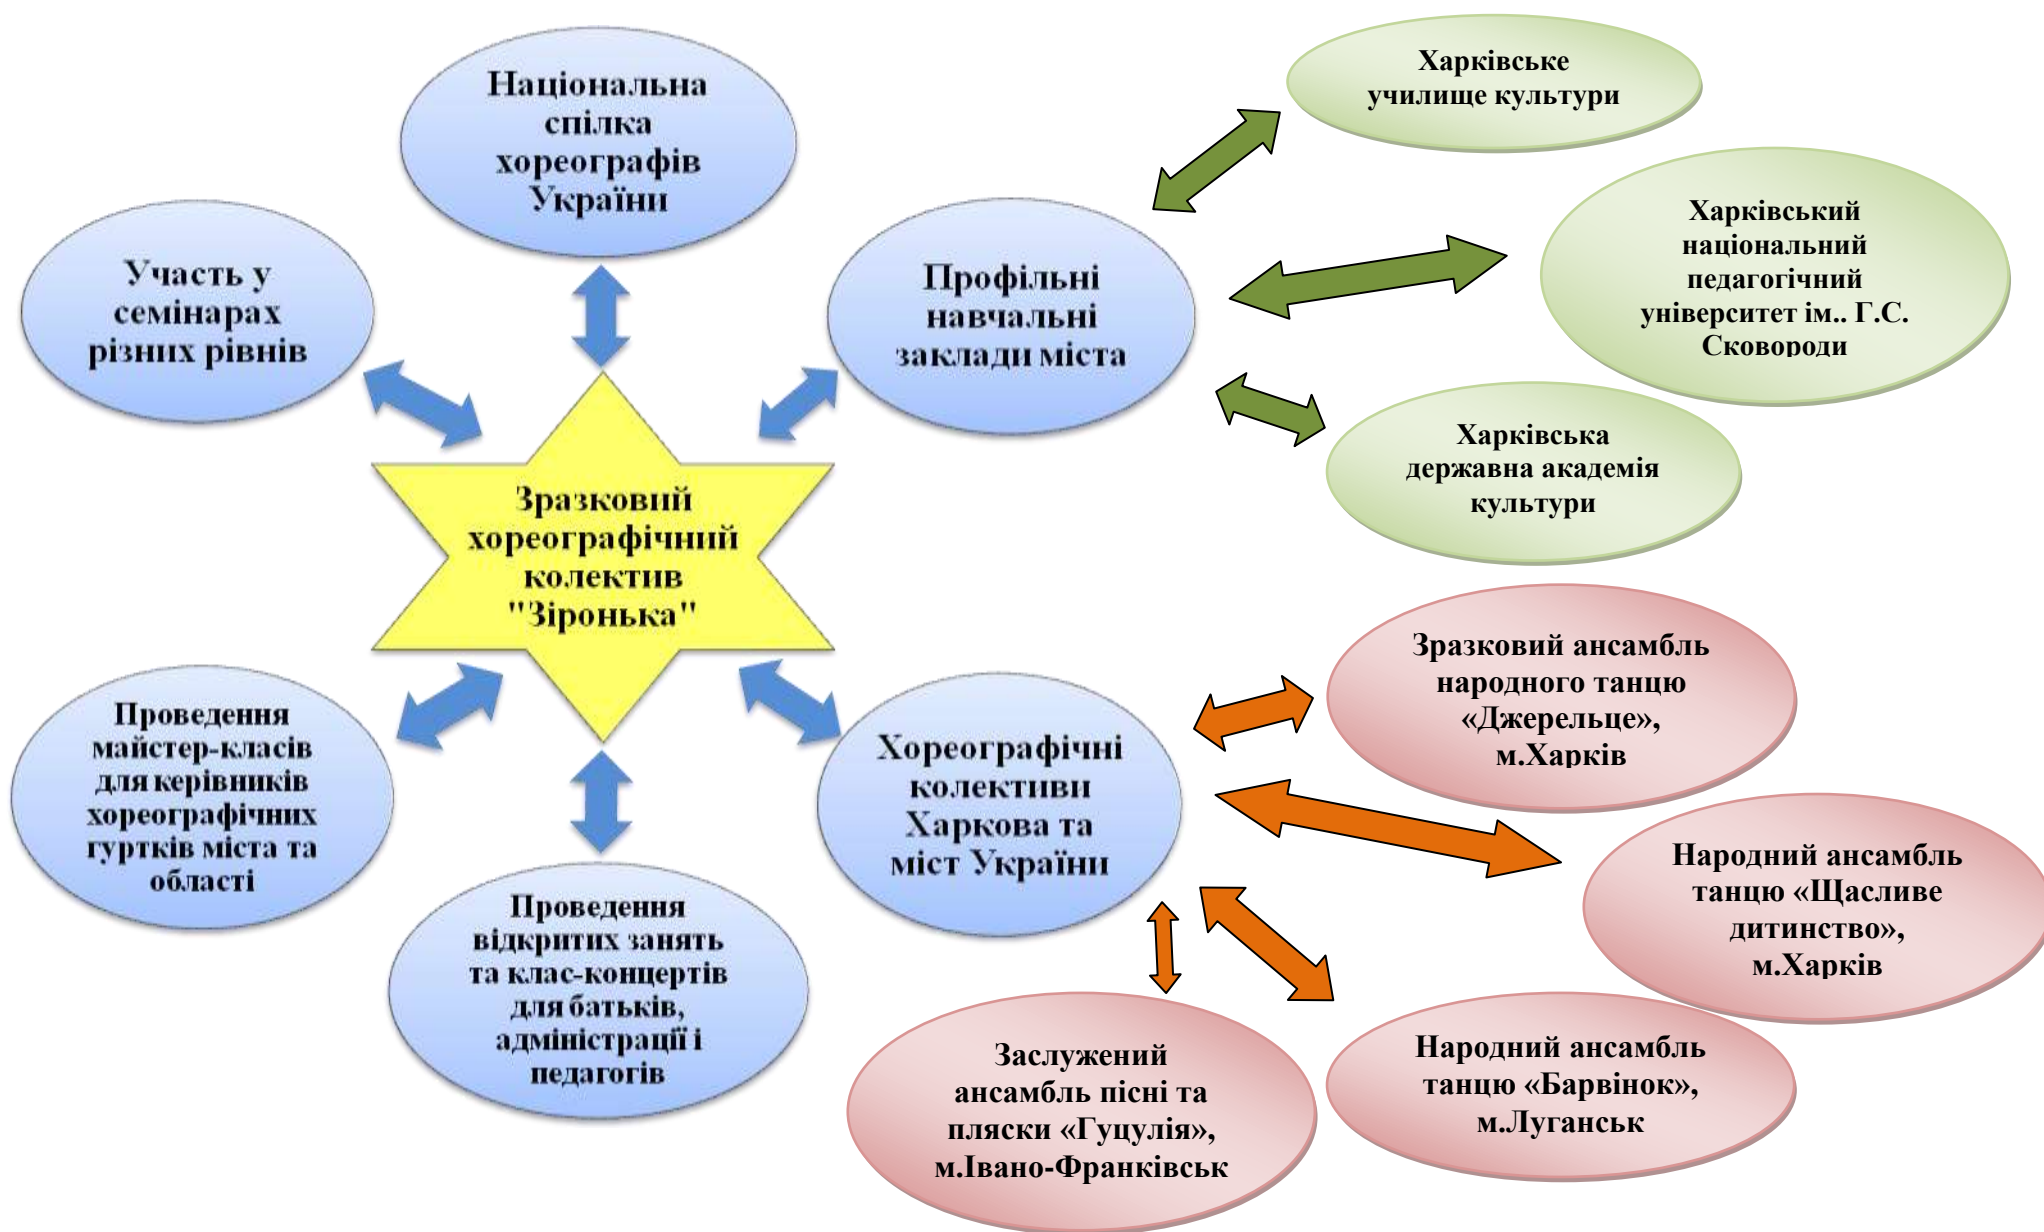 Національна
спілка
хореографів
України
Участь у
семінарах
різних рівнів
Профільні
навчальні
заклади міста
Харківське
училище культури
Харківський
національний
педагогічний
університет ім.. Г.С.
Сковороди
Харківська
державна академія
культури
Зразковий
хореографічний
колектив
"Зіронька"
Проведення
майстер-класів
для керівників
хореографічних
гуртків міста та
області
Проведення
відкритих занять
та клас-концертів
для батьків,
адміністрації і
педагогів
Хореографічні
колективи
Харкова та
міст України
Зразковий ансамбль
народного танцю
«Джерельце»,
м.Харків
Народний ансамбль
танцю «Щасливе
дитинство»,
м.Харків
Народний ансамбль
танцю «Барвінок»,
м.Луганськ
Заслужений
ансамбль пісні та
пляски «Гуцулія»,
м.Івано-Франківськ